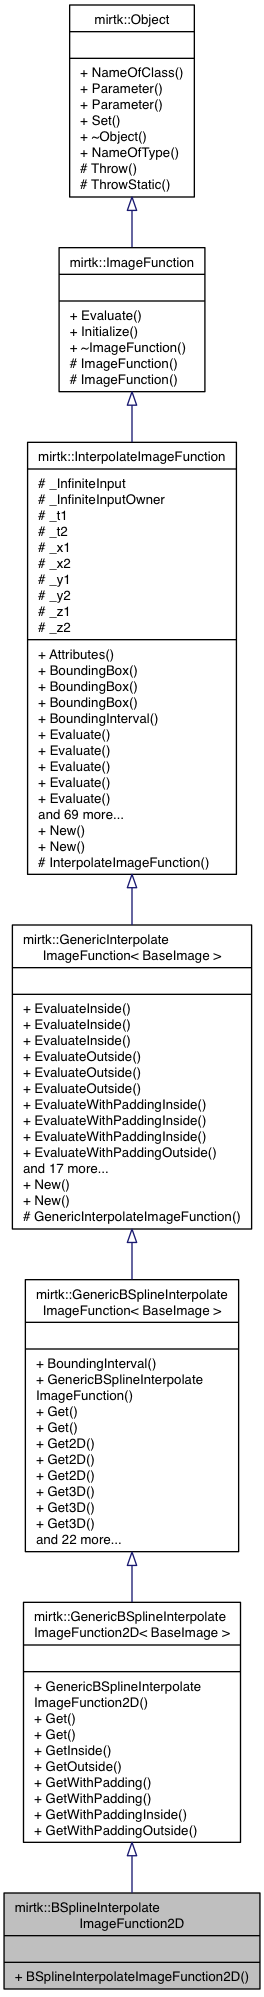 mirtk::Object
+ NameOfClass()
+ Parameter()
+ Parameter()
+ Set()
+ ~Object()
+ NameOfType()
# Throw()
# ThrowStatic()
mirtk::ImageFunction
+ Evaluate()
+ Initialize()
+ ~ImageFunction()
# ImageFunction()
# ImageFunction()
mirtk::InterpolateImageFunction
# _InfiniteInput
# _InfiniteInputOwner
# _t1
# _t2
# _x1
# _x2
# _y1
# _y2
# _z1
# _z2
+ Attributes()
+ BoundingBox()
+ BoundingBox()
+ BoundingBox()
+ BoundingInterval()
+ Evaluate()
+ Evaluate()
+ Evaluate()
+ Evaluate()
+ Evaluate()
and 69 more...
+ New()
+ New()
# InterpolateImageFunction()
mirtk::GenericInterpolate
ImageFunction< BaseImage >
+ EvaluateInside()
+ EvaluateInside()
+ EvaluateInside()
+ EvaluateOutside()
+ EvaluateOutside()
+ EvaluateOutside()
+ EvaluateWithPaddingInside()
+ EvaluateWithPaddingInside()
+ EvaluateWithPaddingInside()
+ EvaluateWithPaddingOutside()
and 17 more...
+ New()
+ New()
# GenericInterpolateImageFunction()
mirtk::GenericBSplineInterpolate
ImageFunction< BaseImage >
+ BoundingInterval()
+ GenericBSplineInterpolate
ImageFunction()
+ Get()
+ Get()
+ Get2D()
+ Get2D()
+ Get2D()
+ Get3D()
+ Get3D()
+ Get3D()
and 22 more...
mirtk::GenericBSplineInterpolate
ImageFunction2D< BaseImage >
+ GenericBSplineInterpolate
ImageFunction2D()
+ Get()
+ Get()
+ GetInside()
+ GetOutside()
+ GetWithPadding()
+ GetWithPadding()
+ GetWithPaddingInside()
+ GetWithPaddingOutside()
mirtk::BSplineInterpolate
ImageFunction2D
+ BSplineInterpolateImageFunction2D()